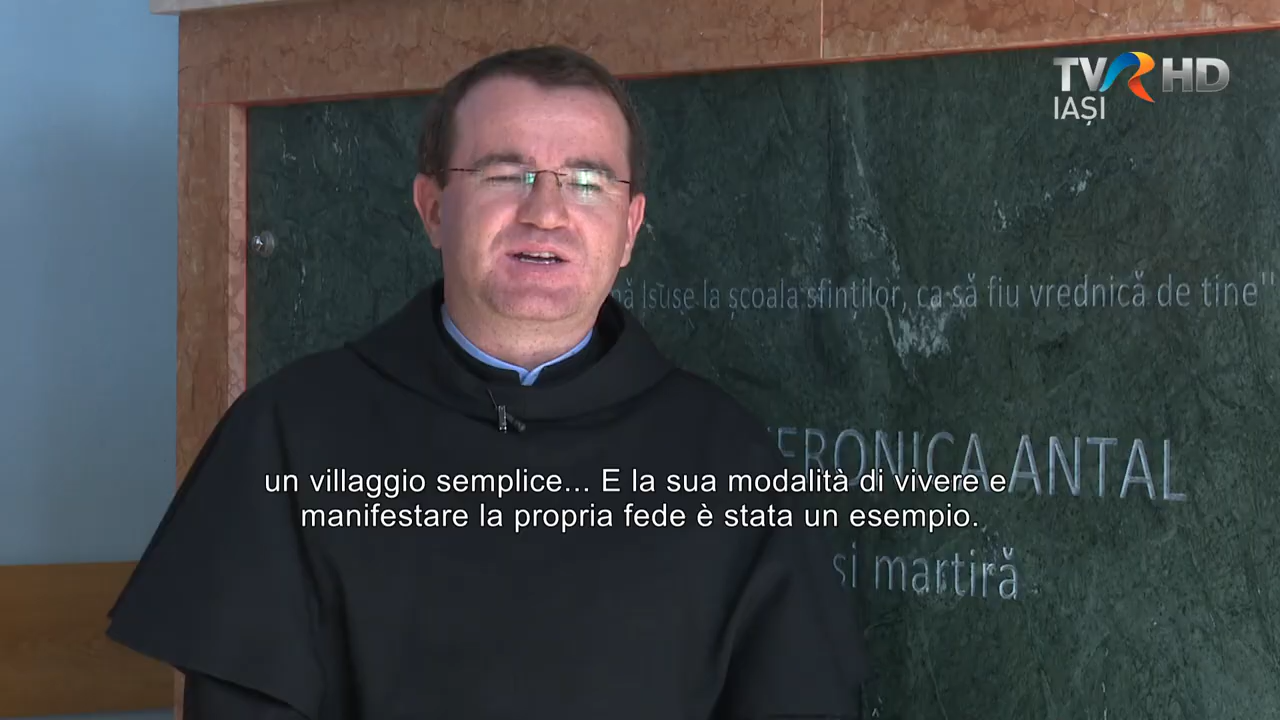 TVR HD
IAȘI
Isuse la școala sfinților, ca să fiu vrednică de tine"
ANTAL
un villaggio semplice... E la sua modalità di vivere e
manifestare la propria fede è stata un esempio.
și martiră